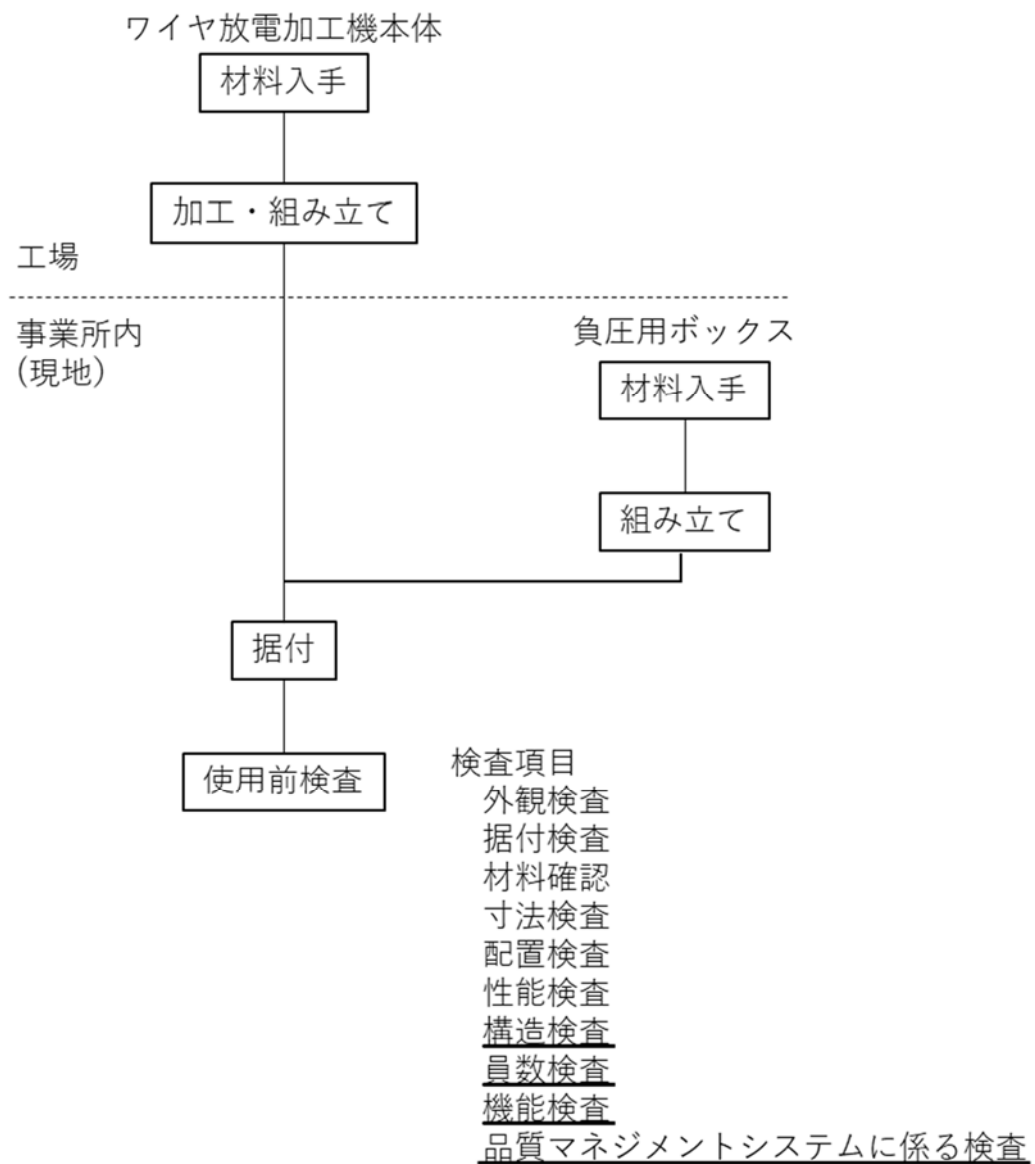 ワイヤ放電加工機本体
材料入手
加工・組み立て
工場
事業所内
(現地)
負圧用ボックス
材料入手
組み立て
据付
使用前検査
検査項目
外観検査
据付検査
材料確認
寸法検査
配置検査
性能検査
構造検査
員数検査
機能検査
品質マネジメントシステムに係る検査